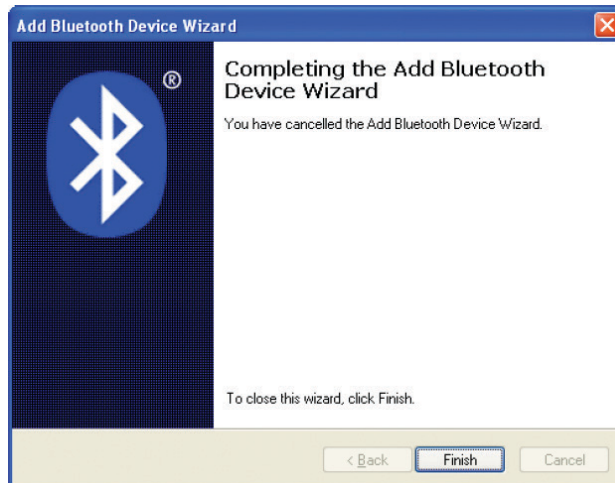 Add Bluetooth Device Wizard
®
Completing the Add Bluetooth
Device Wizard
You have cancelled the Add Bluetooth Device Wizard.
To close this wizard, click Finish.
< Back Finish Cancel